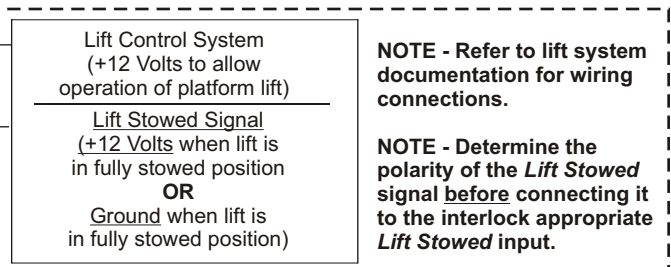 Lift Control System
(+12 Volts to allow
operation of platform lift)
Lift Stowed Signal
(+12 Volts when lift is
in fully stowed position
OR
Ground when lift is
in fully stowed position)
NOTE - Refer to lift system
documentation for wiring
connections.
NOTE - Determine the
polarity of the Lift Stowed
signal before connecting it
to the interlock appropriate
Lift Stowed input.